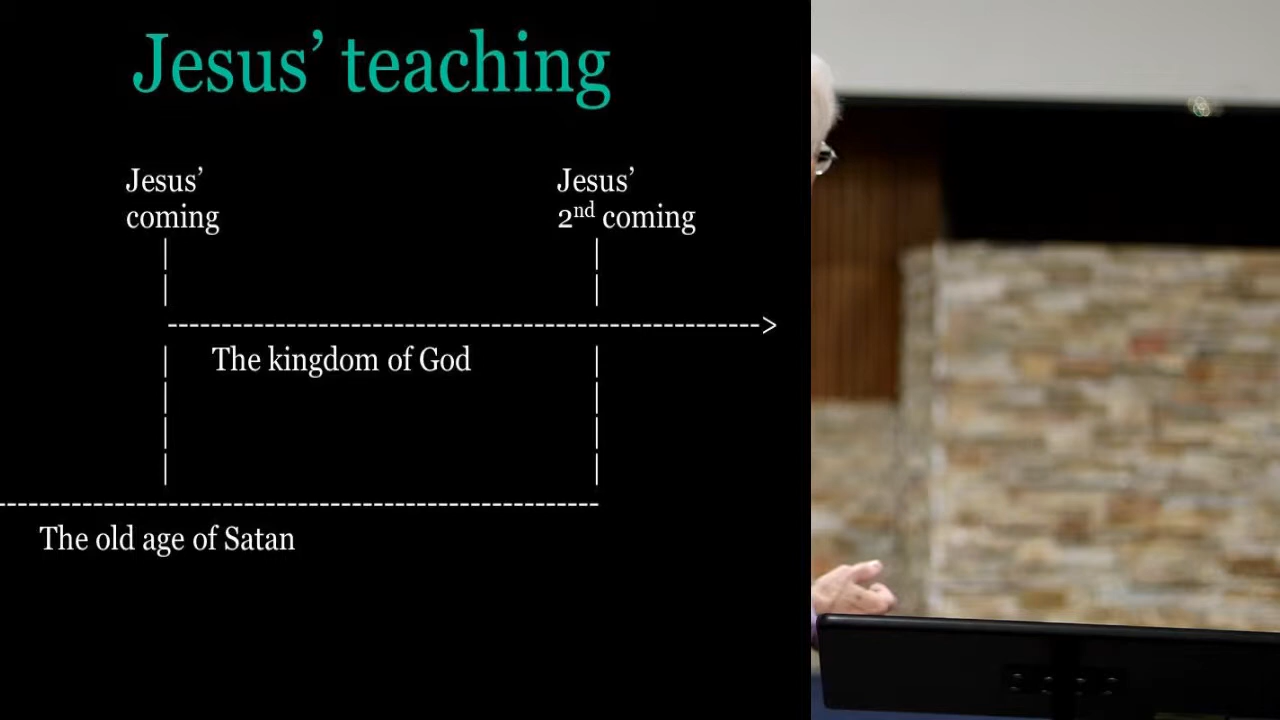 Jesus’ teaching
Jesus’
coming
Jesus’
2nd coming
The kingdom of God
The old age of Satan